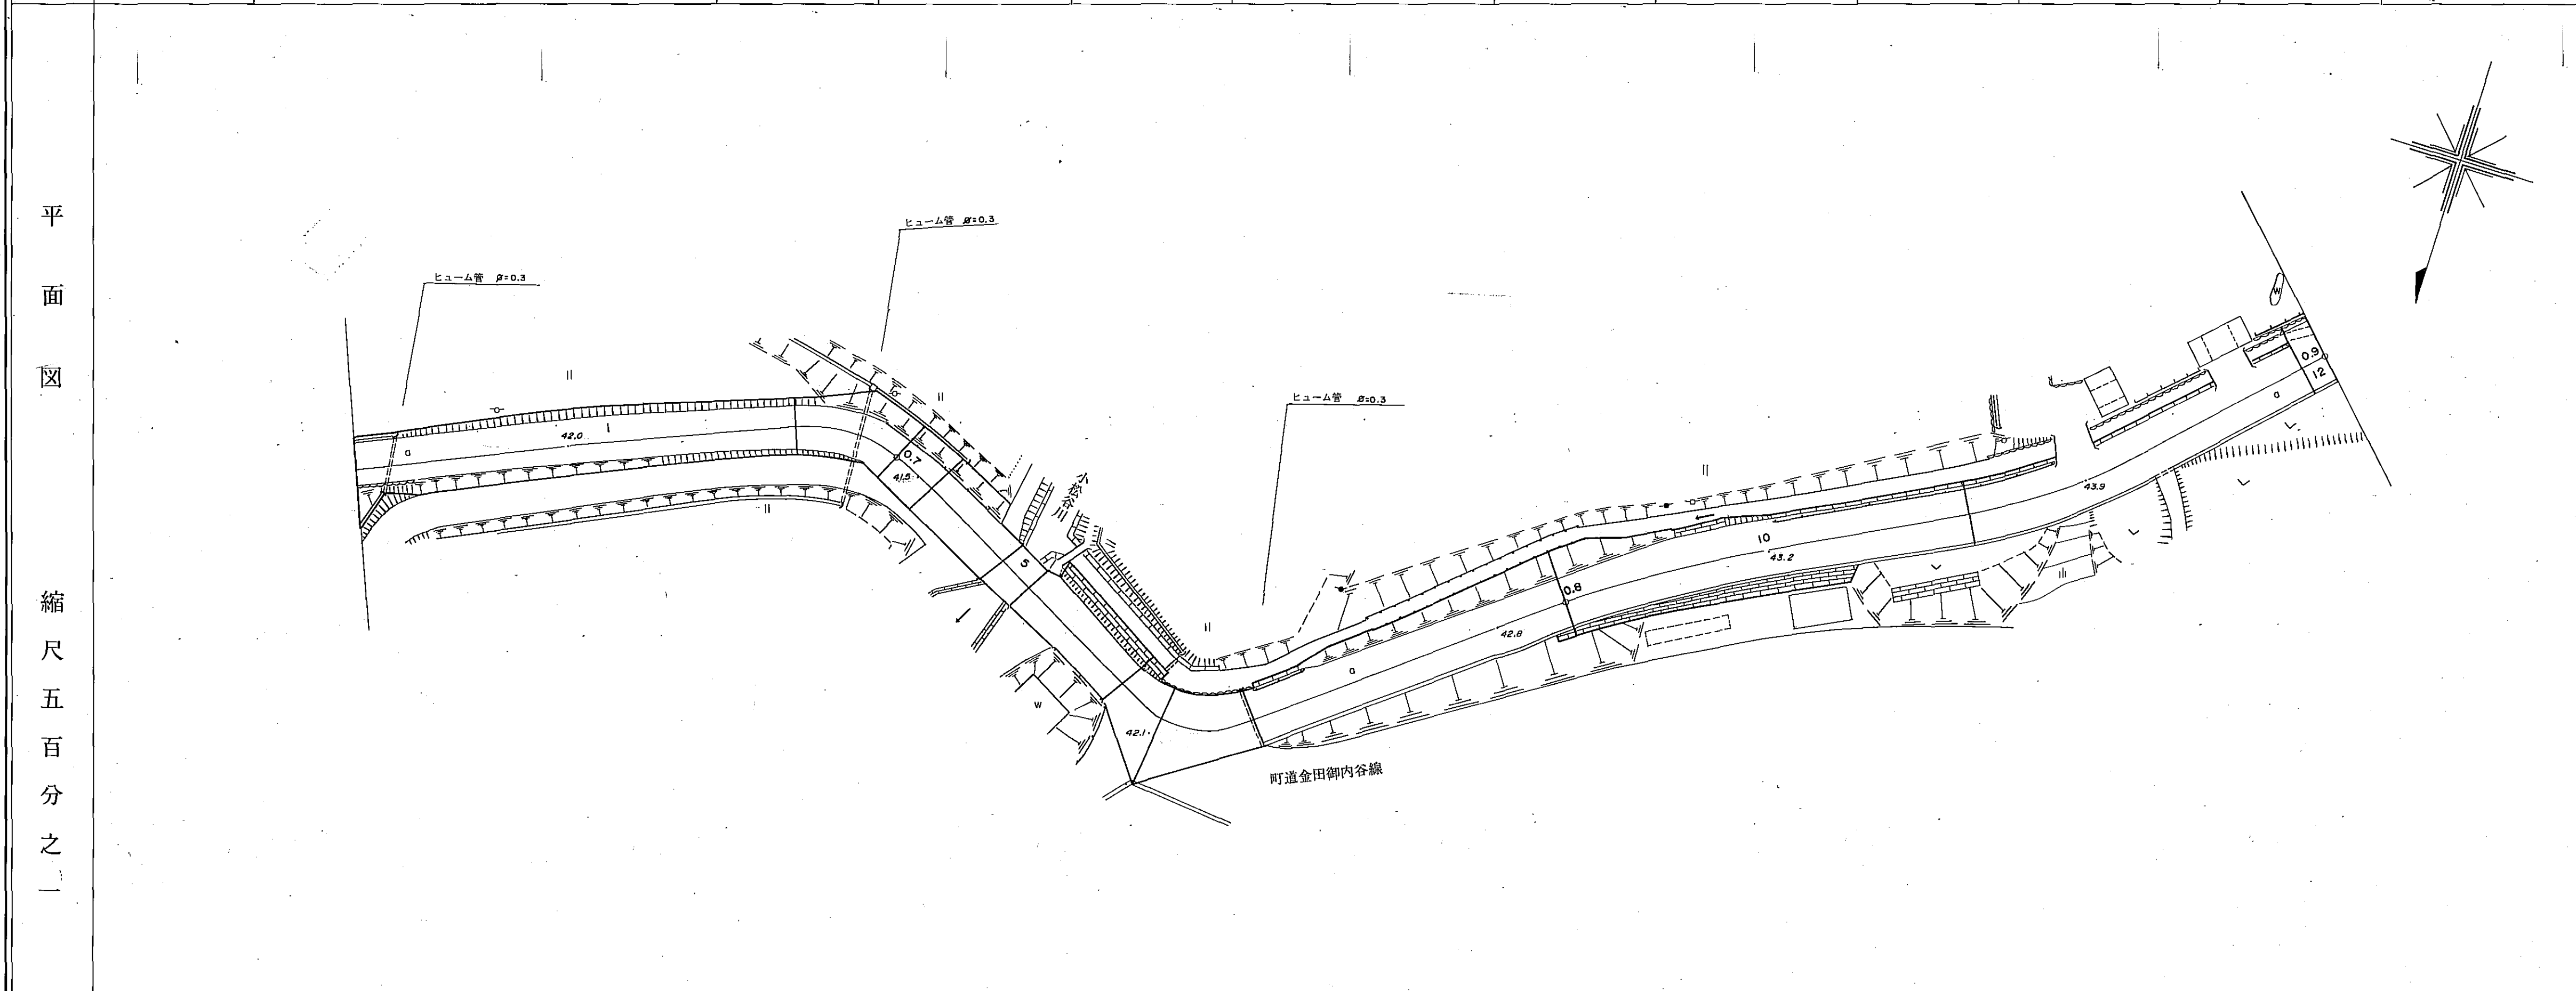 平面図
縮尺五百分之一
ヒューム管 ø=0.3
ヒューム管 ø=0.3
ヒューム管 ø=0.3
小松谷川
町道金田御内谷線
a
42.0
1
0.7
41.5
5
W
42.1
a
42.8
0.8
10
43.2
43.9
a
W
0.9
12